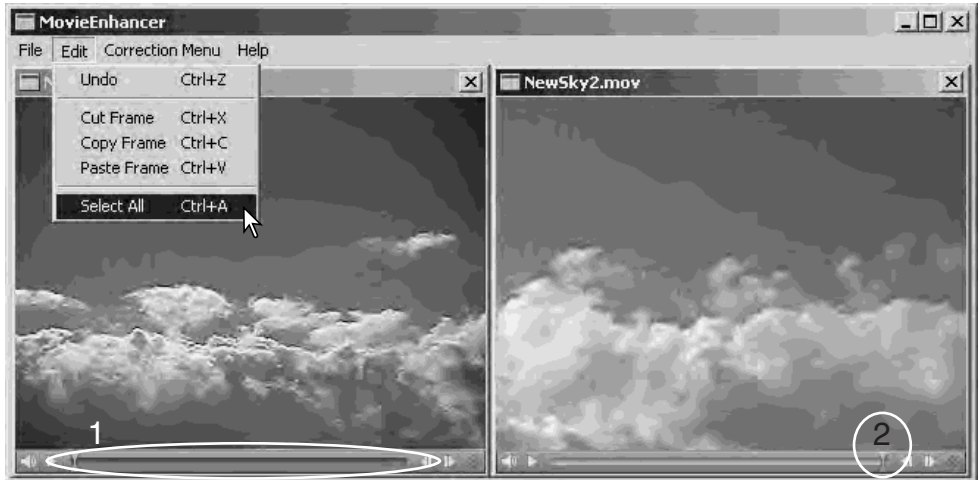 MovieEnhancer
File Edit Correction Menu Help
N
Undo Ctrl+Z
Cut Frame Ctrl+X
Copy Frame Ctrl+C
Paste Frame Ctrl+V
Select All Ctrl+A
NewSky2.mov
1
2